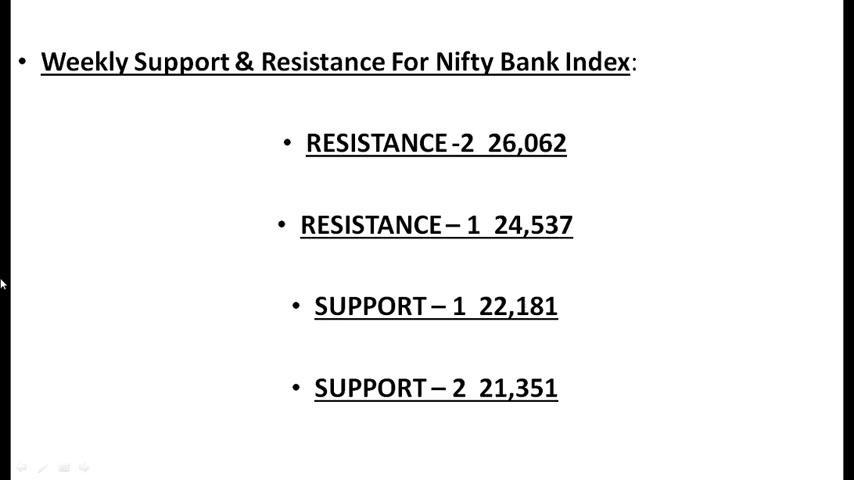 • Weekly Support & Resistance For Nifty Bank Index:
• RESISTANCE -2 26,062
• RESISTANCE – 1 24,537
• SUPPORT – 1 22,181
• SUPPORT – 2 21,351